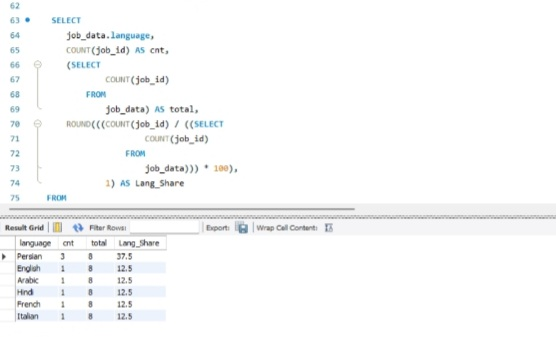 62
63 SELECT
64 job_data.language,
65 COUNT(job_id) AS cnt,
66 (SELECT
67 COUNT(job_id)
68 FROM
69 job_data) AS total,
70 ROUND(((COUNT(job_id) / ((SELECT
71 COUNT(job_id)
72 FROM
73 job_data))) * 100),
74 1) AS Lang_Share
75 FROM
Result Grid Filter Rows: Export: Wrap Cell Content:
language cnt total Lang_Share
Persian 3 8 37.5
English 1 8 12.5
Arabic 1 8 12.5
Hindi 1 8 12.5
French 1 8 12.5
Italian 1 8 12.5